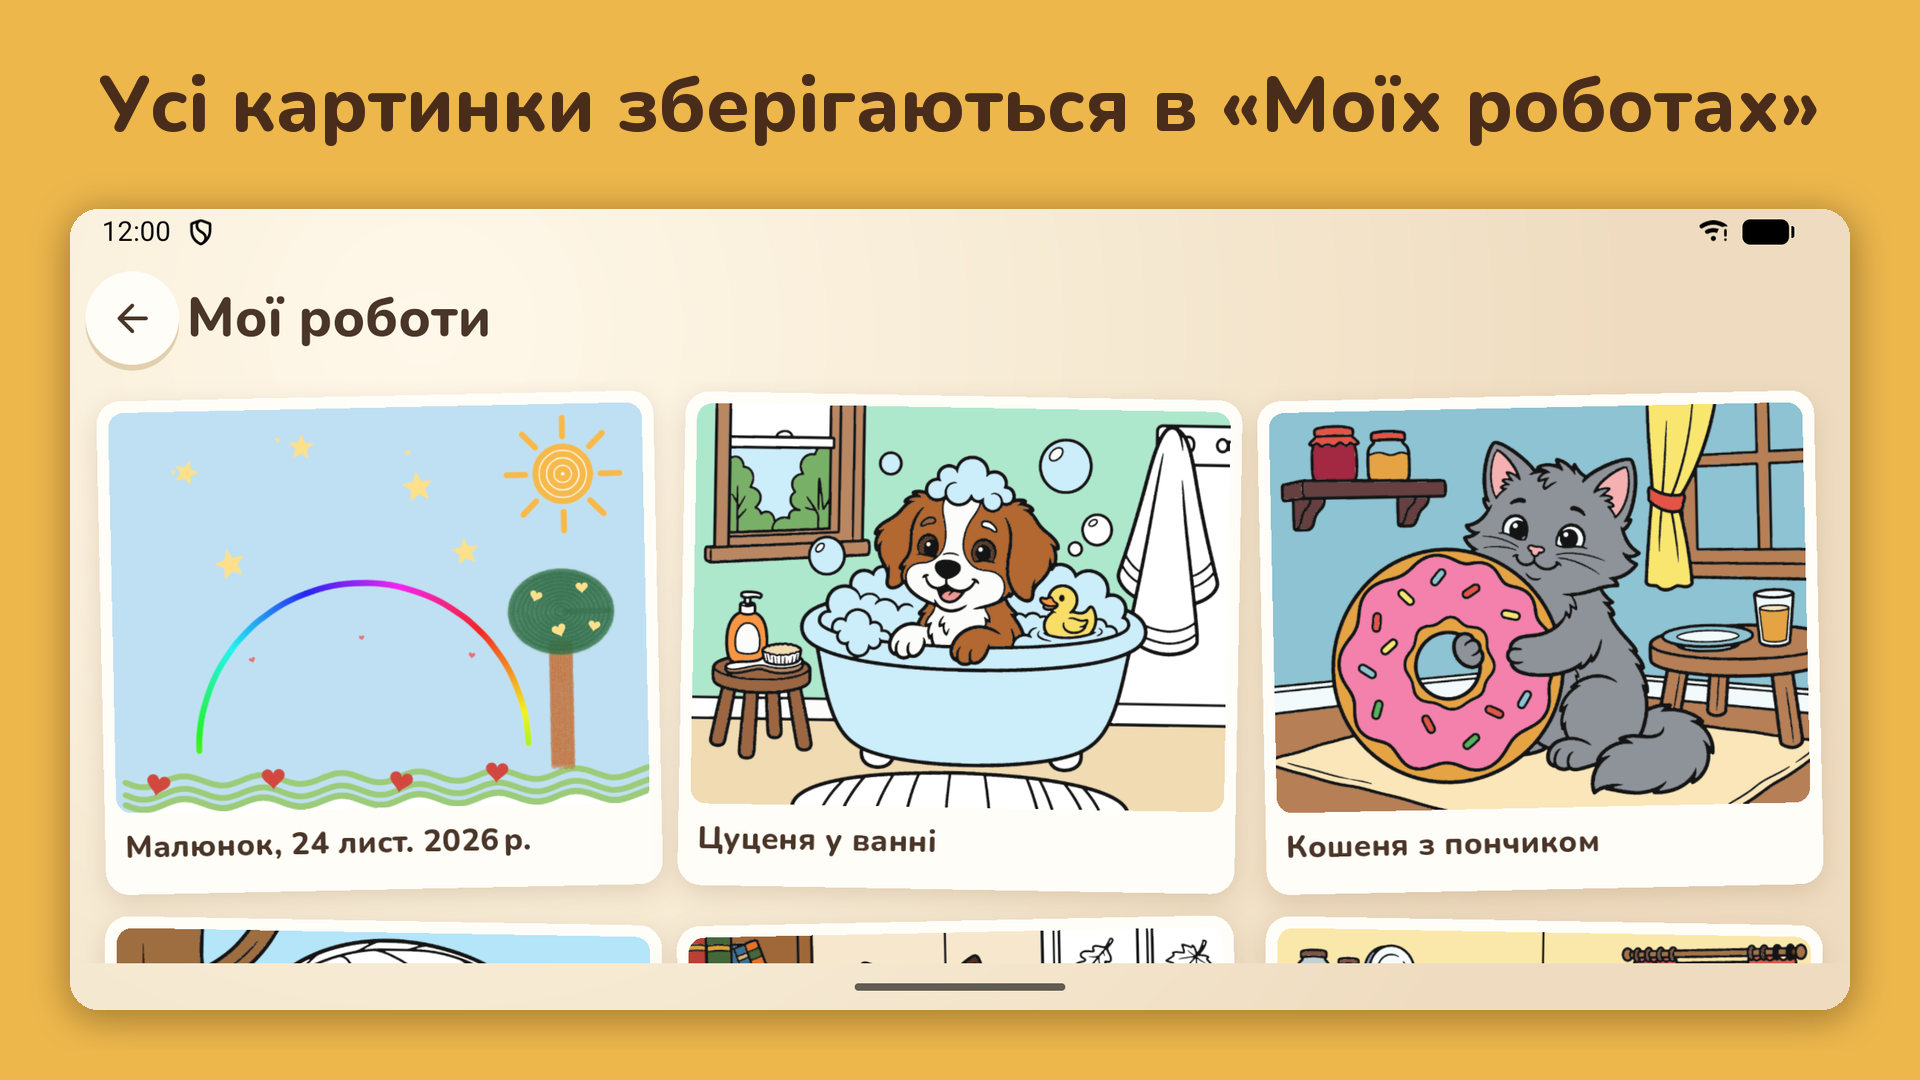 Усі картинки зберігаються в «Моїх роботах»
12:00
Мої роботи
Малюнок, 24 лист. 2026 р.
Цуценя у ванні
Кошеня з пончиком